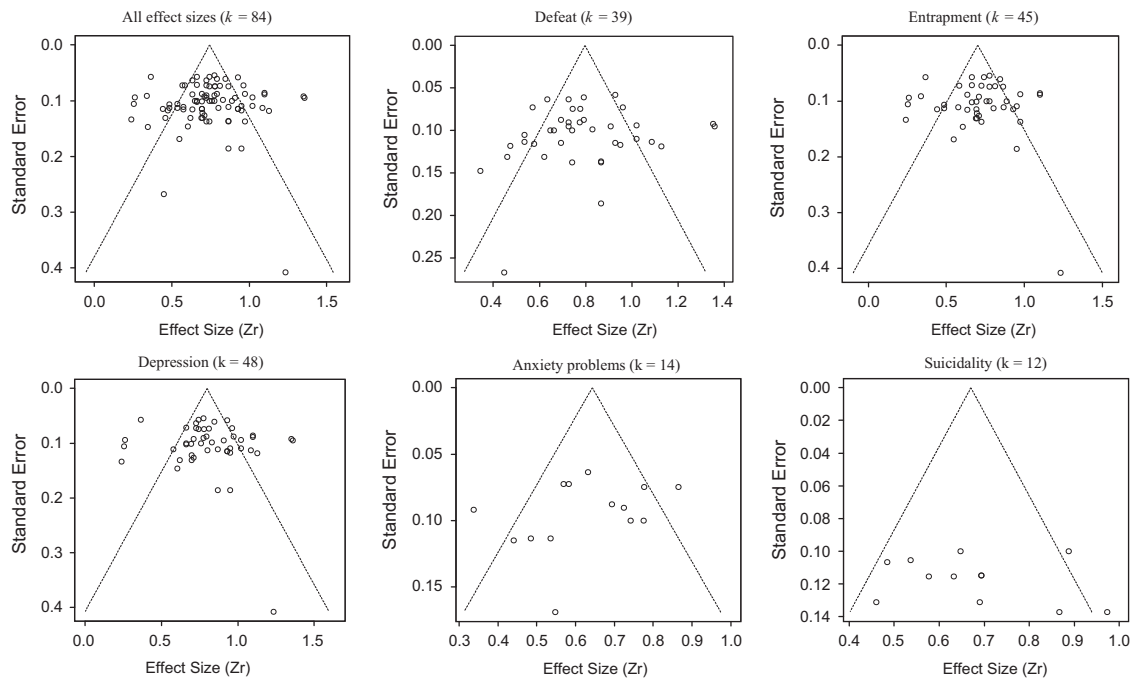 All effect sizes (k = 84)
0.0
0.1
0.2
0.3
0.4
Standard Error
0.0 0.5 1.0 1.5
Effect Size (Zr)
Defeat (k = 39)
0.00
0.05
0.10
0.15
0.20
0.25
Standard Error
0.4 0.6 0.8 1.0 1.2 1.4
Effect Size (Zr)
Entrapment (k = 45)
0.0
0.1
0.2
0.3
0.4
Standard Error
0.0 0.5 1.0 1.5
Effect Size (Zr)
Depression (k = 48)
0.0
0.1
0.2
0.3
0.4
Standard Error
0.0 0.5 1.0 1.5
Effect Size (Zr)
Anxiety problems (k = 14)
0.00
0.05
0.10
0.15
Standard Error
0.3 0.4 0.5 0.6 0.7 0.8 0.9 1.0
Effect Size (Zr)
Suicidality (k = 12)
0.00
0.02
0.04
0.06
0.08
0.10
0.12
0.14
Standard Error
0.4 0.5 0.6 0.7 0.8 0.9 1.0
Effect Size (Zr)